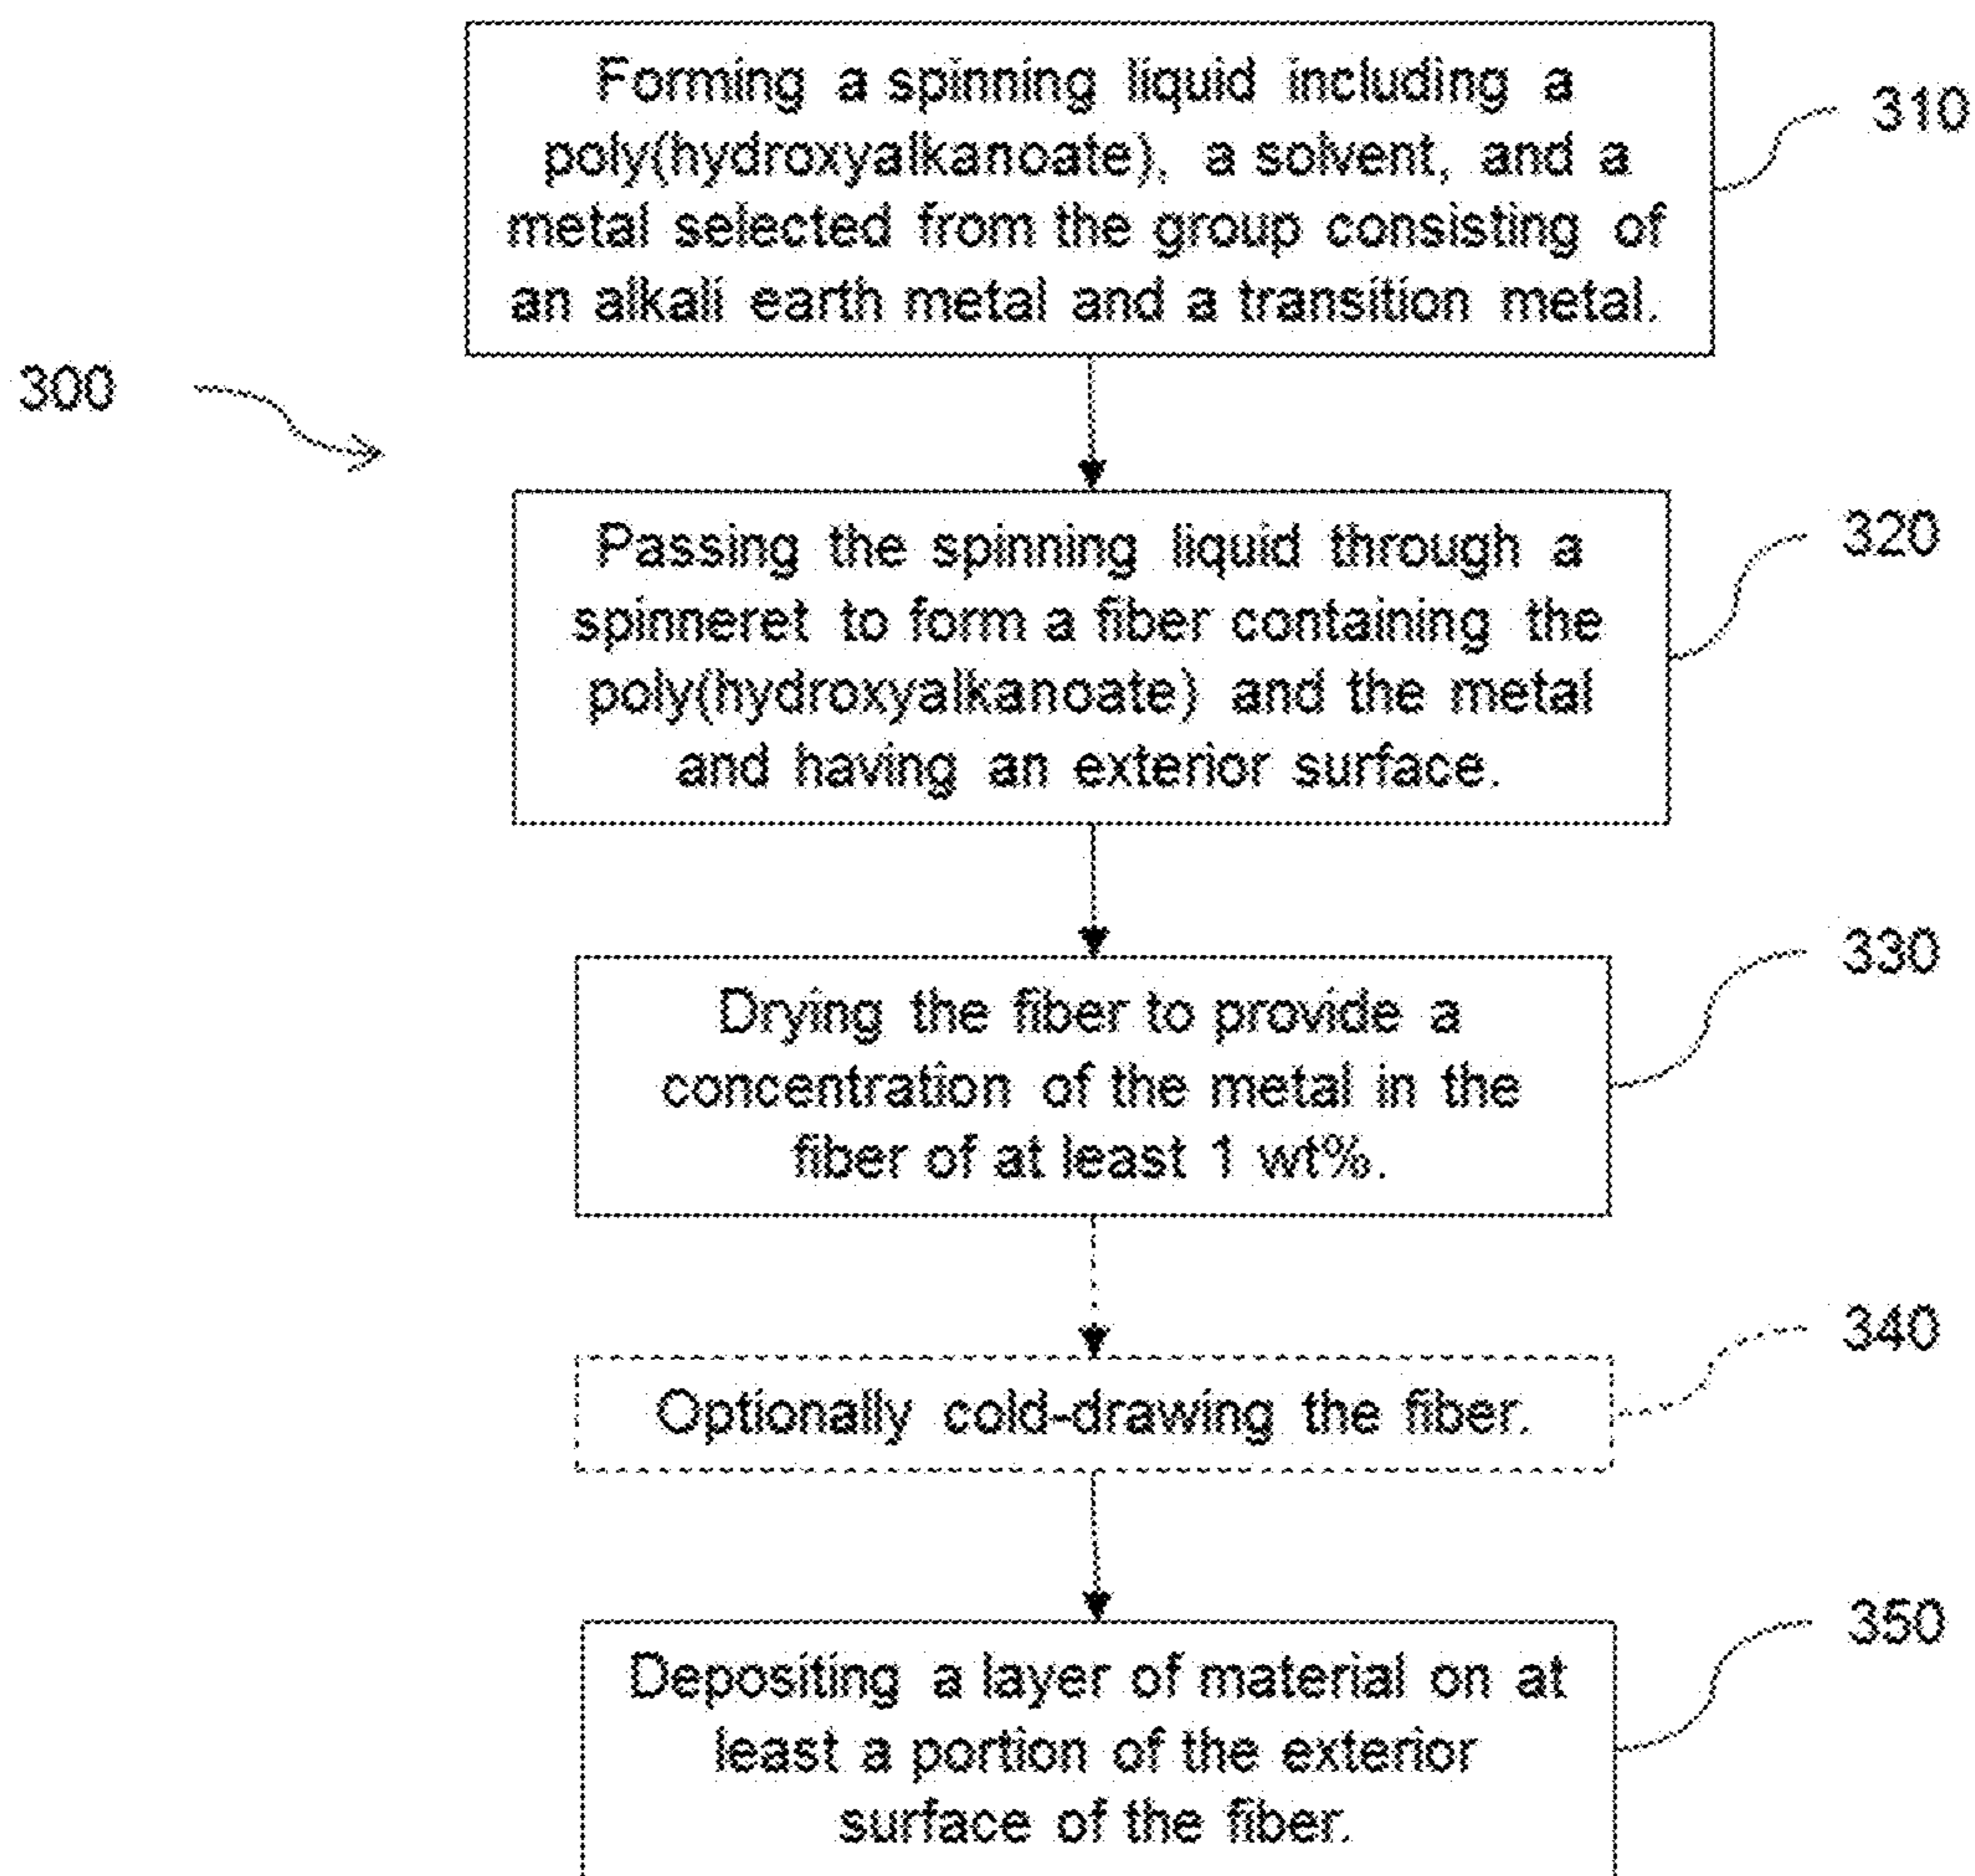 Forming a spinning liquid including a
poly(hydroxyalkanoate), a solvent, and a
metal selected from the group consisting of
an alkali earth metal and a transition metal.
310
300
Passing the spinning liquid through a
spinneret to form a fiber containing the
poly(hydroxyalkanoate) and the metal
and having an exterior surface.
320
Drying the fiber to provide a
concentration of the metal in the
fiber of at least 1 wt%.
330
Optionally cold-drawing the fiber.
340
Depositing a layer of material on at
least a portion of the exterior
surface of the fiber.
350